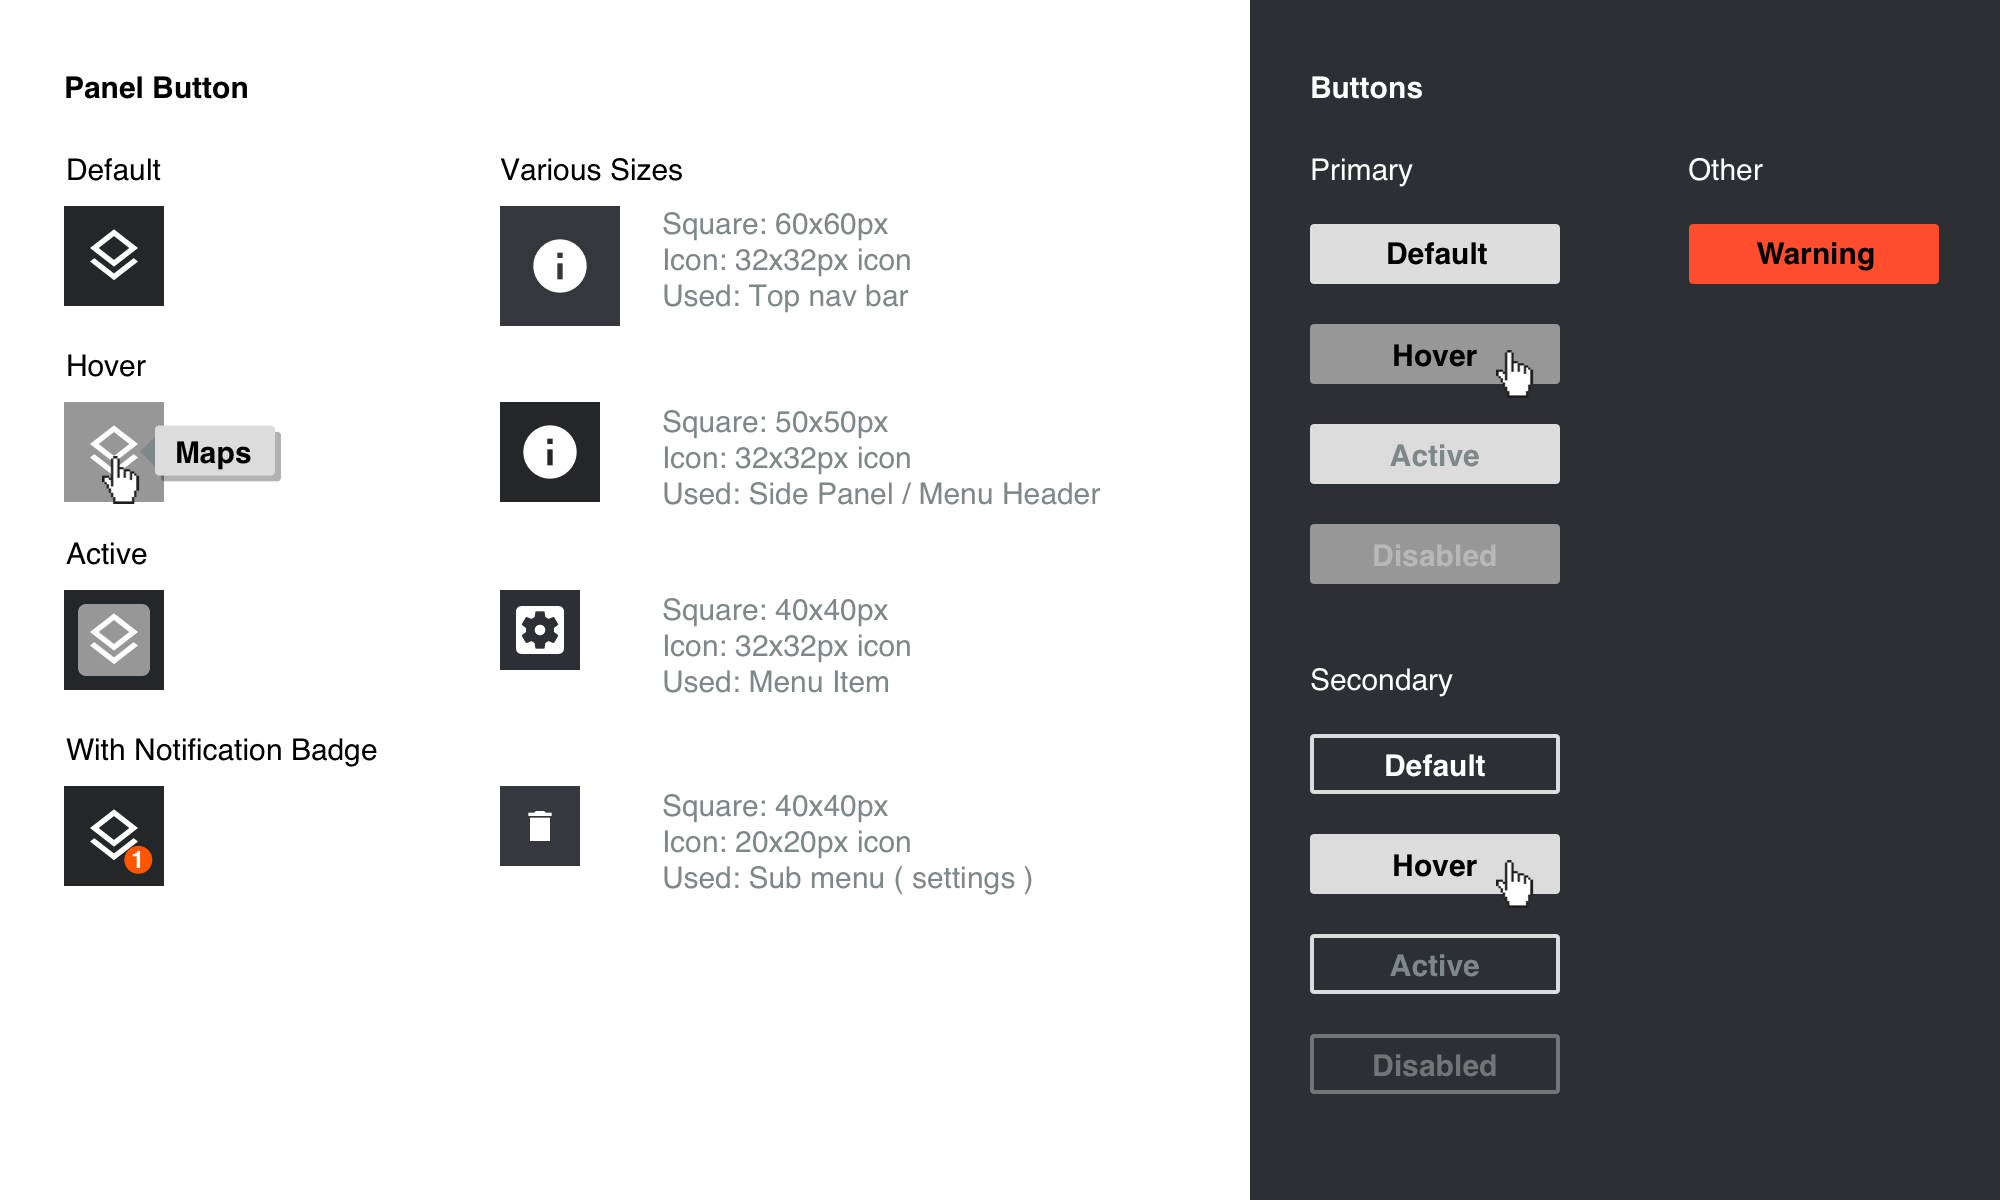 Panel Button
Default
Hover
Maps
Active
With Notification Badge
1
Various Sizes
Square: 60x60px
Icon: 32x32px icon
Used: Top nav bar
Square: 50x50px
Icon: 32x32px icon
Used: Side Panel / Menu Header
Square: 40x40px
Icon: 32x32px icon
Used: Menu Item
Square: 40x40px
Icon: 20x20px icon
Used: Sub menu ( settings )
Buttons
Primary
Default
Hover
Active
Disabled
Other
Warning
Secondary
Default
Hover
Active
Disabled